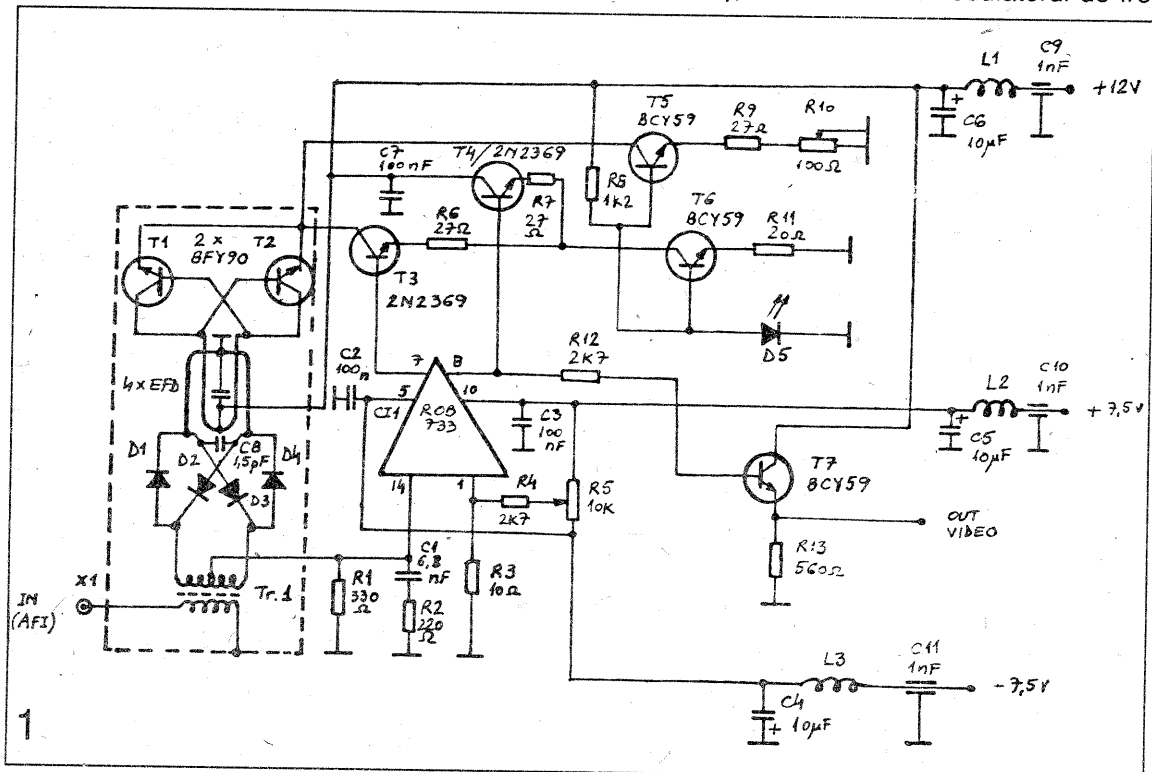 1
C9
1nF
L1
+12V
C6
10µF
+
T5
BCY59
R9
27Ω
R10
100Ω
C7
100nF
T4/2N2369
R7
27
Ω
R8
1K2
T6
BCY59
R11
20Ω
R6
27Ω
T1
2x
BFY90
T2
T3
2N2369
D5
R12
2K7
C2
100n
7
8
5
10
CI1
ROB
733
14
1
C3
100
nF
L2
C10
1nF
+7,5V
+
C5
10µF
4xEFD
C8
1,5pF
D1
D2
D3
D4
R4
2K7
R5
10K
T7
BCY59
OUT
VIDEO
R13
560Ω
X1
IN
(AFI)
Tr.1
R1
330
Ω
C1
6,8
nF
R2
220
Ω
R3
10Ω
L3
C11
1nF
-7,5V
C4
10µF
+